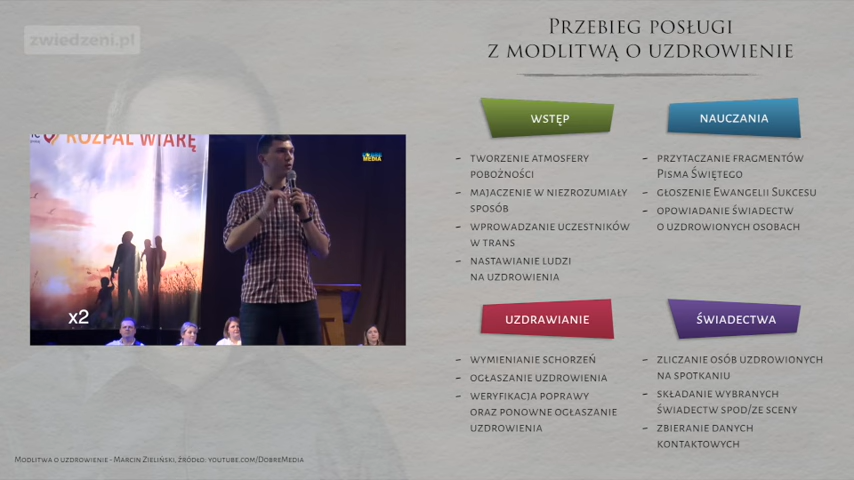 zwiedzeni.pl
Przebieg posługi
z modlitwą o uzdrowienie
ROZPAL WIARĘ
MEDIA
x2
WSTĘP
- TWORZENIE ATMOSFERY
POBOŻNOŚCI
- MAJACZENIE W NIEZROZUMIAŁY
SPOSÓB
- WPROWADZANIE UCZESTNIKÓW
W TRANS
- NASTAWIANIE LUDZI
NA UZDROWIENIA
NAUCZANIA
- PRZYTACZANIE FRAGMENTÓW
PISMA ŚWIĘTEGO
- GŁOSZENIE EWANGELII SUKCESU
- OPOWIADANIE ŚWIADECTW
O UZDROWIONYCH OSOBACH
UZDRAWIANIE
- WYMIENIANIE SCHORZEŃ
- OGŁASZANIE UZDROWIENIA
- WERYFIKACJA POPRAWY
ORAZ PONOWNE OGŁASZANIE
UZDROWIENIA
ŚWIADECTWA
- ZLICZANIE OSÓB UZDROWIONYCH
NA SPOTKANIU
- SKŁADANIE WYBRANYCH
ŚWIADECTW SPOD/ZE SCENY
- ZBIERANIE DANYCH
KONTAKTOWYCH
Modlitwa o uzdrowienie - Marcin Zieliński, źródło: youtube.com/DobreMedia